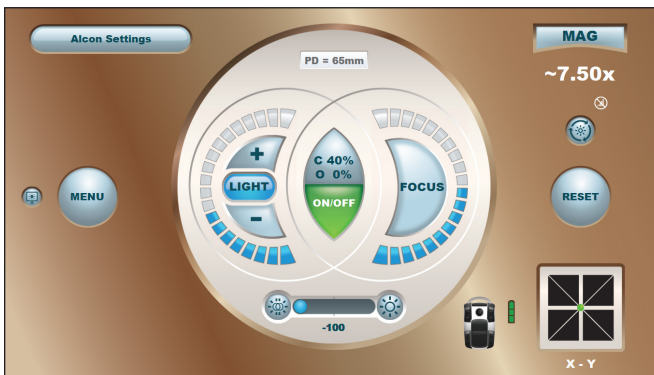 Alcon Settings
PD = 65mm
MAG
~7.50x
+
C 40%
O 0%
LIGHT
ON/OFF
FOCUS
MENU
RESET
-
-100
X - Y